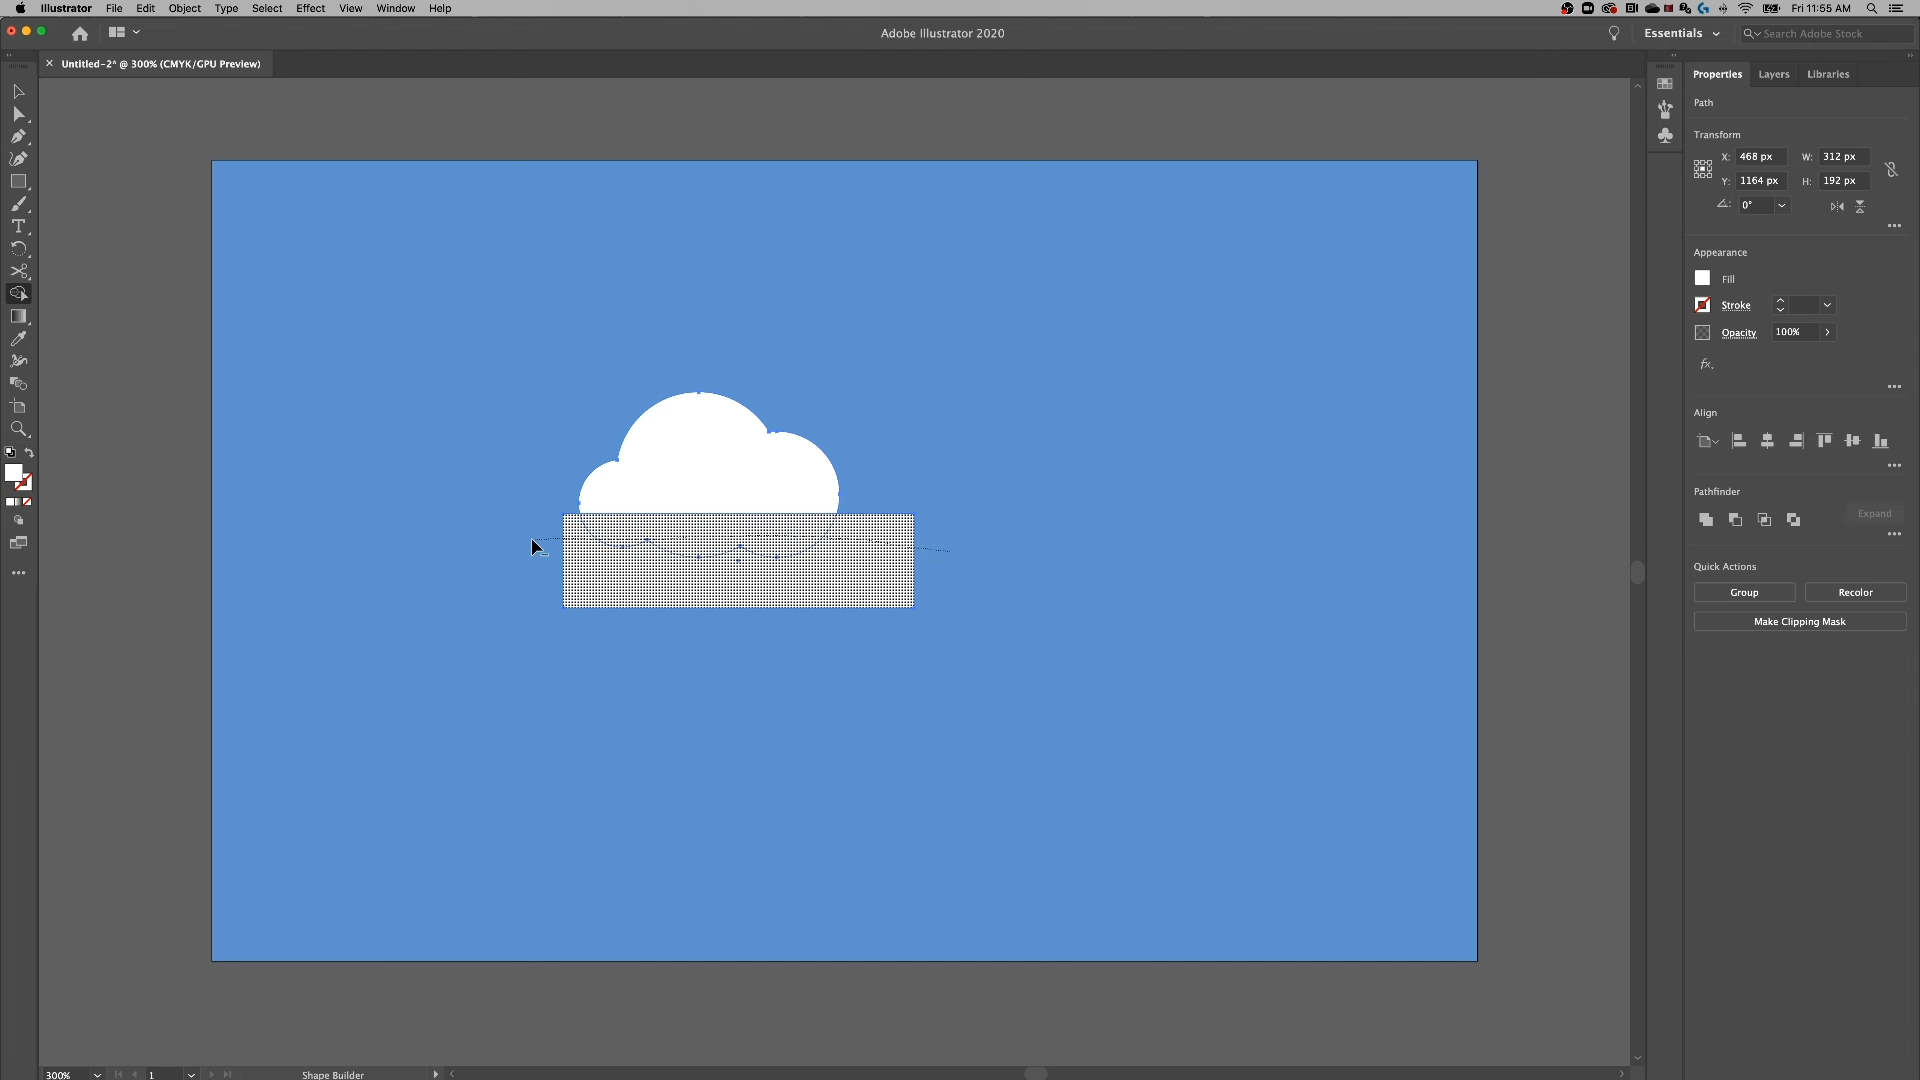 Illustrator File Edit Object Type Select Effect View Window Help Fri 11:55 AM
Adobe Illustrator 2020 Essentials Search Adobe Stock
Untitled-2* @ 300% (CMYK/GPU Preview)
Properties Layers Libraries
Path
Transform
X: 468 px W: 312 px
Y: 1164 px H: 192 px
0°
Appearance
Fill
Stroke
Opacity 100%
fx.
Align
Pathfinder
Expand
Quick Actions
Group Recolor
Make Clipping Mask
300% 1 Shape Builder